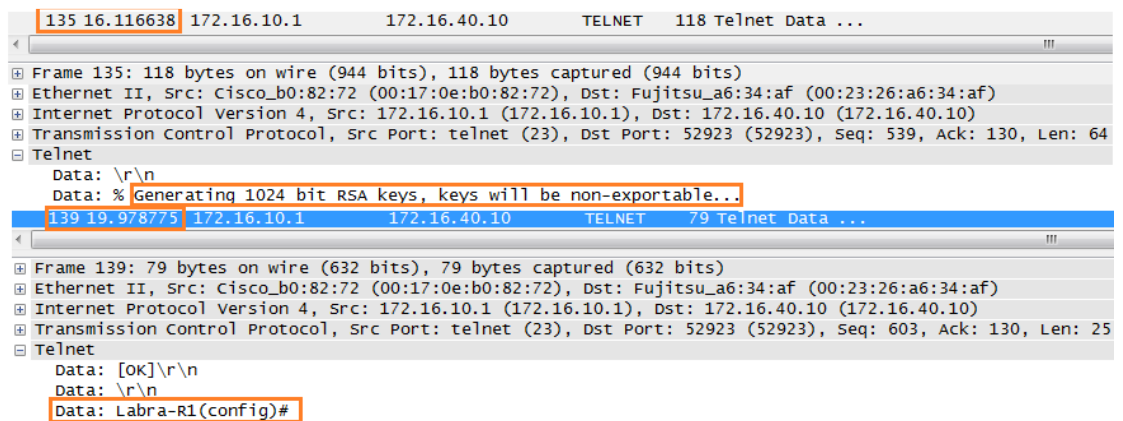 135 16.116638 172.16.10.1 172.16.40.10 TELNET 118 Telnet Data ...
Frame 135: 118 bytes on wire (944 bits), 118 bytes captured (944 bits)
Ethernet II, Src: Cisco_b0:82:72 (00:17:0e:b0:82:72), Dst: Fujitsu_a6:34:af (00:23:26:a6:34:af)
Internet Protocol Version 4, Src: 172.16.10.1 (172.16.10.1), Dst: 172.16.40.10 (172.16.40.10)
Transmission Control Protocol, Src Port: telnet (23), Dst Port: 52923 (52923), Seq: 539, Ack: 130, Len: 64
Telnet
Data: \r\n
Data: % Generating 1024 bit RSA keys, keys will be non-exportable...
139 19.978775 172.16.10.1 172.16.40.10 TELNET 79 Telnet Data ...
Frame 139: 79 bytes on wire (632 bits), 79 bytes captured (632 bits)
Ethernet II, Src: Cisco_b0:82:72 (00:17:0e:b0:82:72), Dst: Fujitsu_a6:34:af (00:23:26:a6:34:af)
Internet Protocol Version 4, Src: 172.16.10.1 (172.16.10.1), Dst: 172.16.40.10 (172.16.40.10)
Transmission Control Protocol, Src Port: telnet (23), Dst Port: 52923 (52923), Seq: 603, Ack: 130, Len: 25
Telnet
Data: [OK]\r\n
Data: \r\n
Data: Labra-R1(config)#